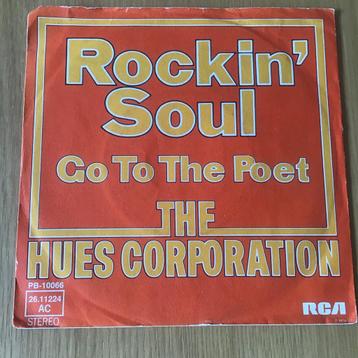 Rockin'
Soul
Go To The Poet
THE
HUES CORPORATION
PB-10066
26.11224
AC
STEREO
RCA